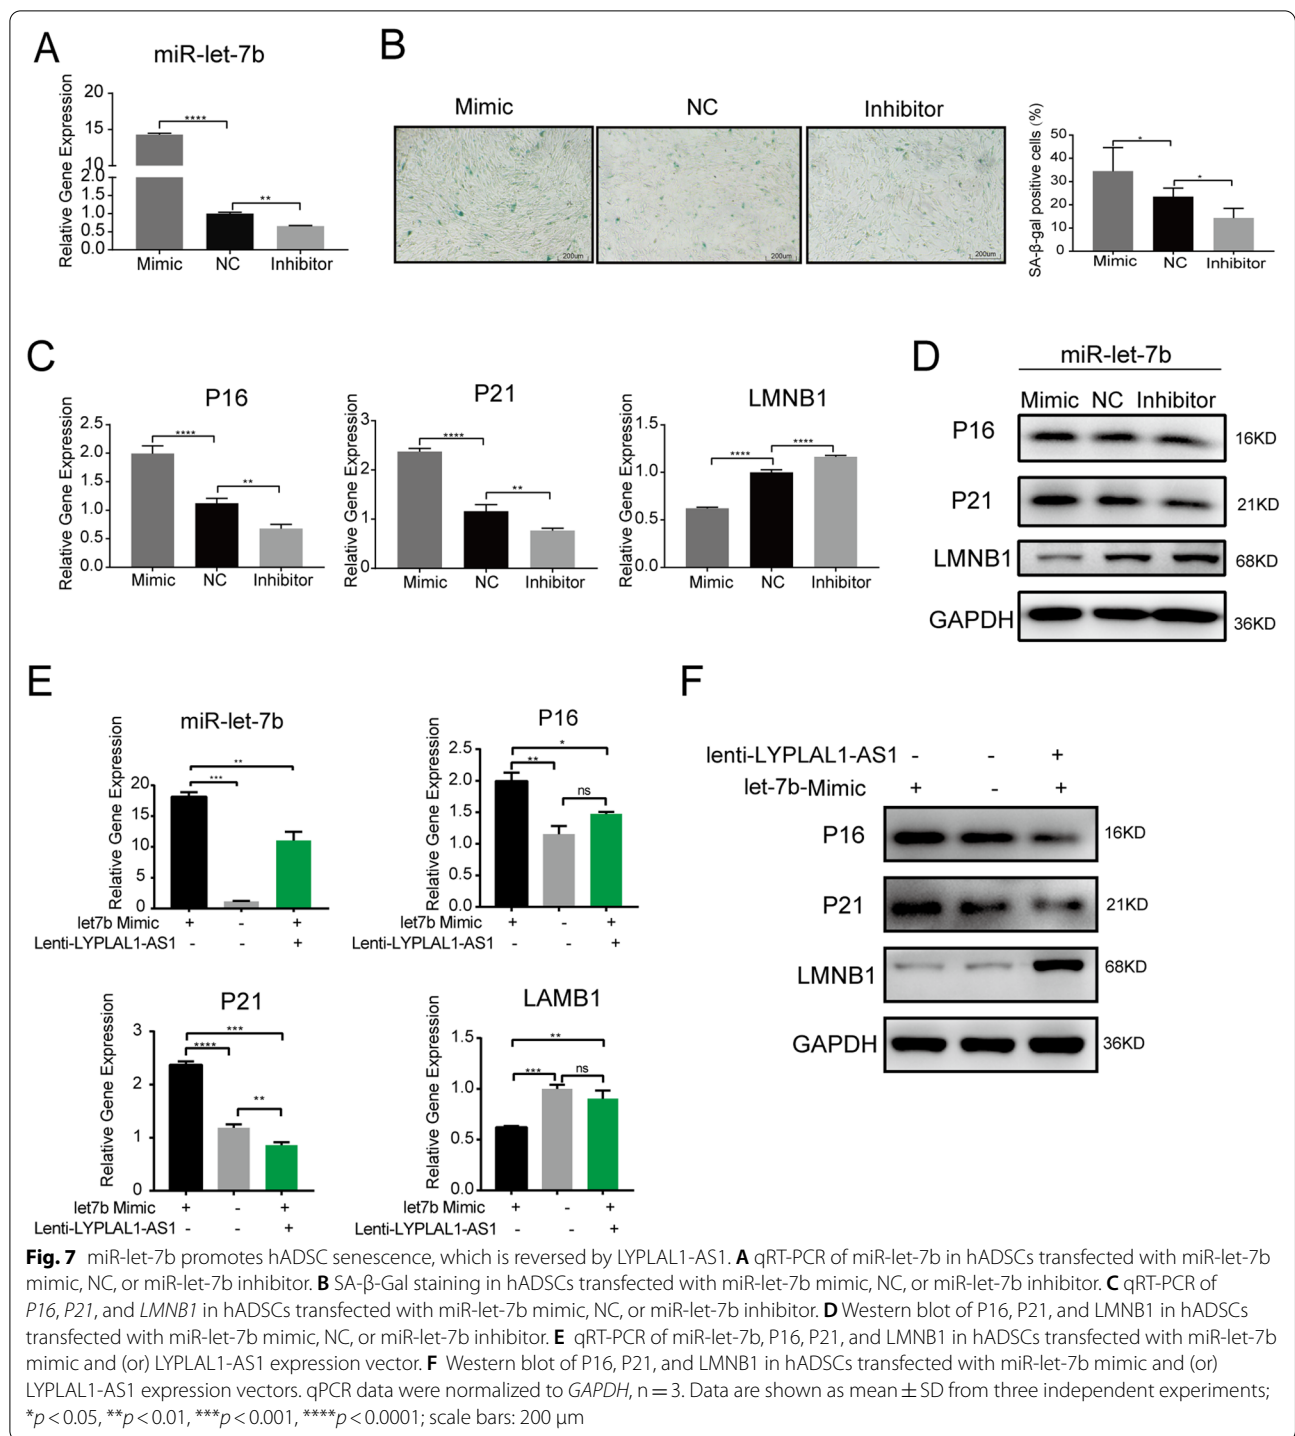 A
miR-let-7b
Relative Gene Expression
20
15
10
2.0
1.5
1.0
0.5
0.0
****
**
Mimic NC Inhibitor
B
Mimic NC Inhibitor
200um 200um 200um
SA-β-gal positive cells (%)
50
40
30
20
10
0
*
*
Mimic NC Inhibitor
C
P16
Relative Gene Expression
2.5
2.0
1.5
1.0
0.5
0.0
****
**
Mimic NC Inhibitor
P21
Relative Gene Expression
3
2
1
0
****
**
Mimic NC Inhibitor
LMNB1
Relative Gene Expression
1.5
1.0
0.5
0.0
****
****
Mimic NC Inhibitor
D
miR-let-7b
Mimic NC Inhibitor
P16 16KD
P21 21KD
LMNB1 68KD
GAPDH 36KD
E
miR-let-7b
Relative Gene Expression
20
15
10
5
0
**
***
let7b Mimic + - +
Lenti-LYPLAL1-AS1 - - +
P16
Relative Gene Expression
2.5
2.0
1.5
1.0
0.5
0.0
*
**
ns
let7b Mimic + - +
Lenti-LYPLAL1-AS1 - - +
P21
Relative Gene Expression
3
2
1
0
***
****
**
let7b Mimic + - +
Lenti-LYPLAL1-AS1 - - +
LAMB1
Relative Gene Expression
1.5
1.0
0.5
0.0
**
***
ns
let7b Mimic + - +
Lenti-LYPLAL1-AS1 - - +
F
lenti-LYPLAL1-AS1 - - +
let-7b-Mimic + - +
P16 16KD
P21 21KD
LMNB1 68KD
GAPDH 36KD
Fig. 7 miR-let-7b promotes hADSC senescence, which is reversed by LYPLAL1-AS1. A qRT-PCR of miR-let-7b in hADSCs transfected with miR-let-7b
mimic, NC, or miR-let-7b inhibitor. B SA-β-Gal staining in hADSCs transfected with miR-let-7b mimic, NC, or miR-let-7b inhibitor. C qRT-PCR of
P16, P21, and LMNB1 in hADSCs transfected with miR-let-7b mimic, NC, or miR-let-7b inhibitor. D Western blot of P16, P21, and LMNB1 in hADSCs
transfected with miR-let-7b mimic, NC, or miR-let-7b inhibitor. E qRT-PCR of miR-let-7b, P16, P21, and LMNB1 in hADSCs transfected with miR-let-7b
mimic and (or) LYPLAL1-AS1 expression vector. F Western blot of P16, P21, and LMNB1 in hADSCs transfected with miR-let-7b mimic and (or)
LYPLAL1-AS1 expression vectors. qPCR data were normalized to GAPDH, n = 3. Data are shown as mean ± SD from three independent experiments;
*p < 0.05, **p < 0.01, ***p < 0.001, ****p < 0.0001; scale bars: 200 μm